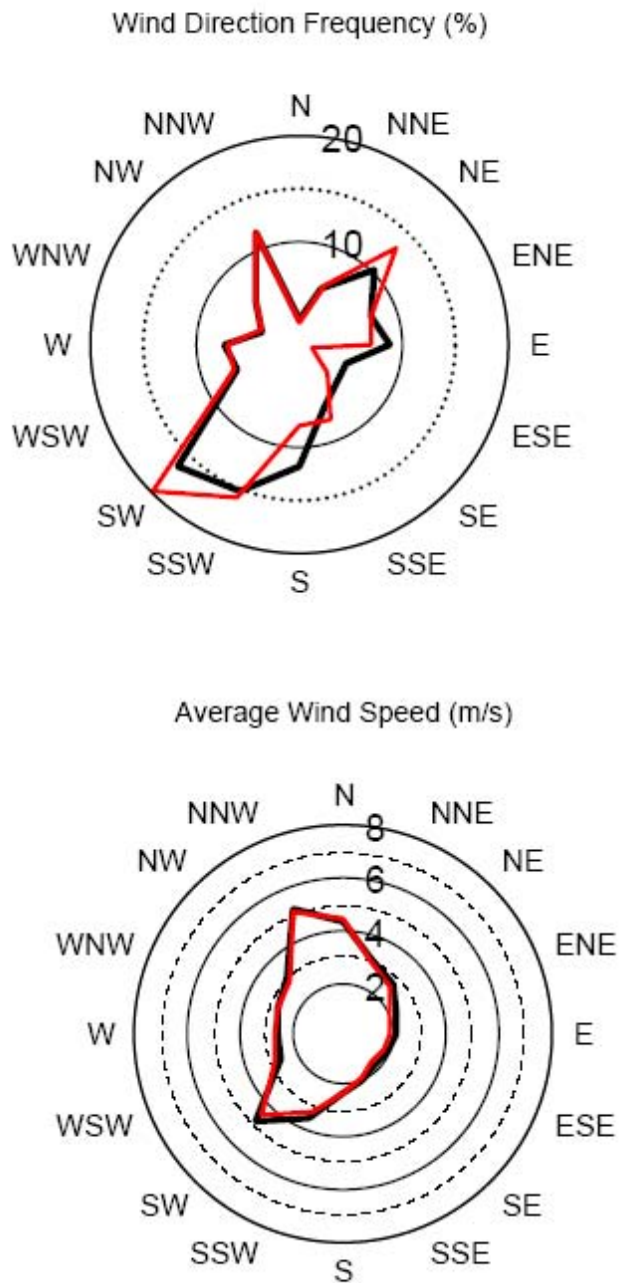 Wind Direction Frequency (%)
N
NNW
NNE
20
NW
NE
10
WNW
ENE
W
E
WSW
ESE
SW
SE
SSW
SSE
S
Average Wind Speed (m/s)
N
NNW
NNE
8
NW
NE
6
WNW
ENE
4
2
W
E
WSW
ESE
SW
SE
SSW
SSE
S